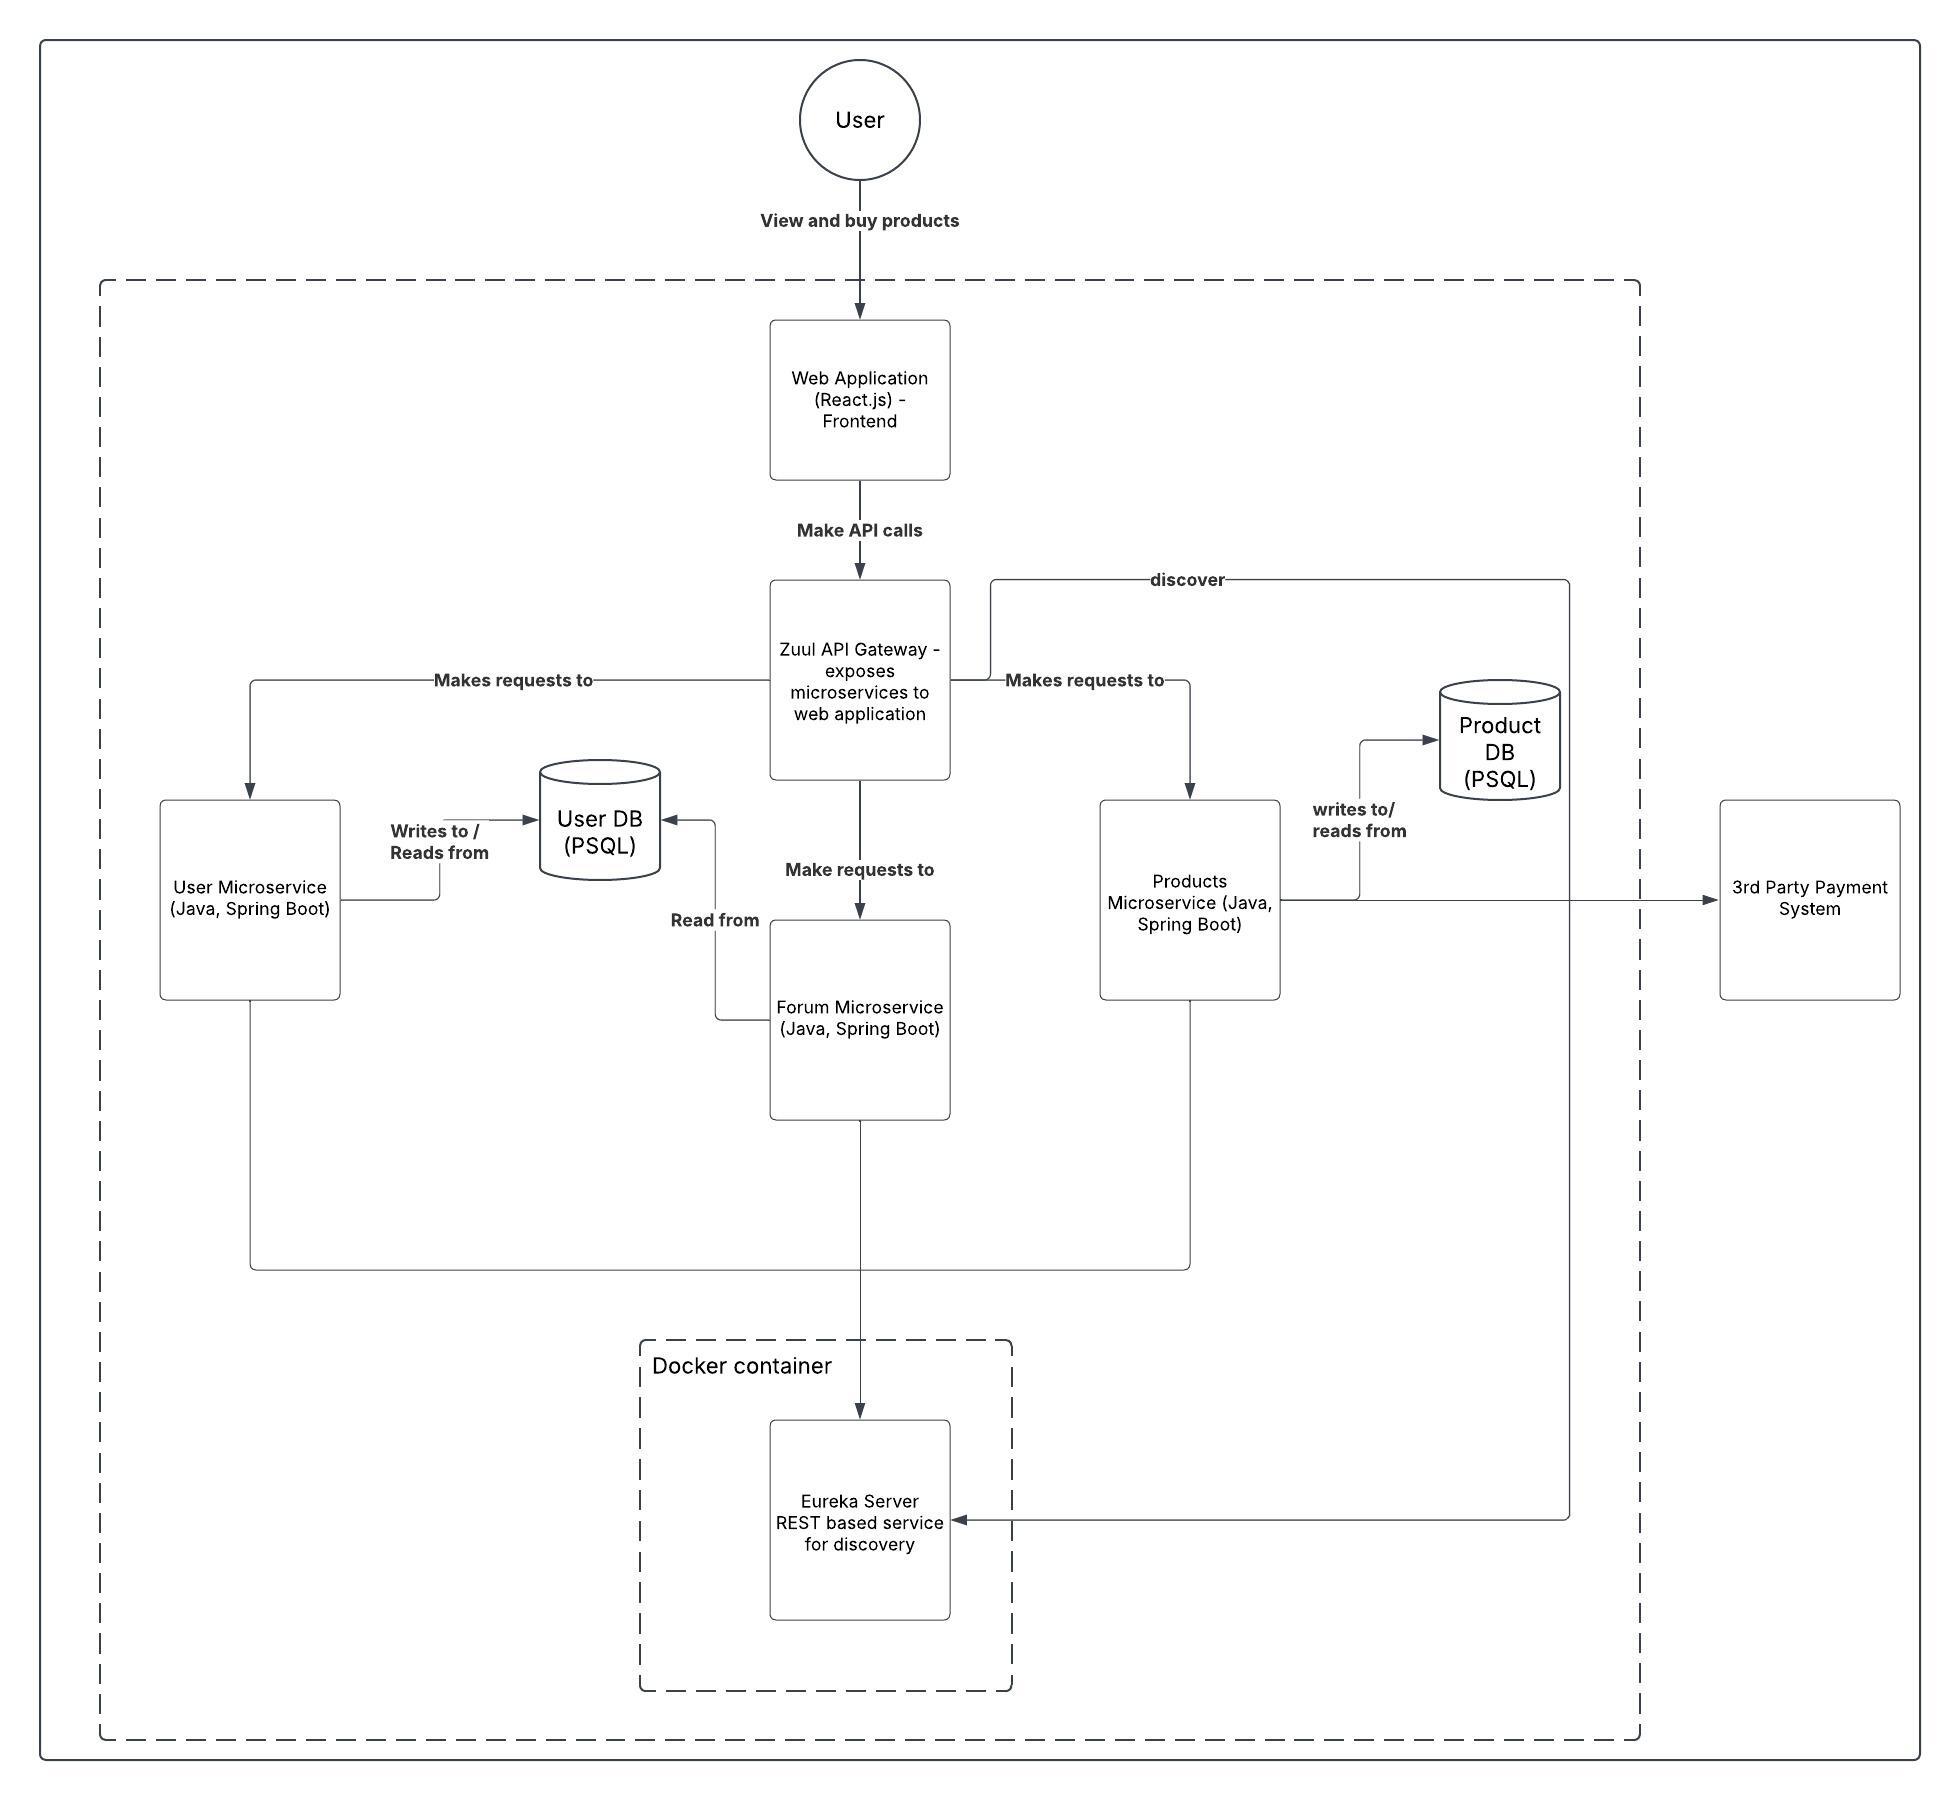 User
View and buy products
Web Application
(React.js) -
Frontend
Make API calls
discover
Zuul API Gateway -
exposes
microservices to
web application
Makes requests to
Makes requests to
Product
DB
(PSQL)
User DB
(PSQL)
Writes to /
Reads from
writes to/
reads from
Make requests to
User Microservice
(Java, Spring Boot)
Read from
Products
Microservice (Java,
Spring Boot)
3rd Party Payment
System
Forum Microservice
(Java, Spring Boot)
Docker container
Eureka Server
REST based service
for discovery